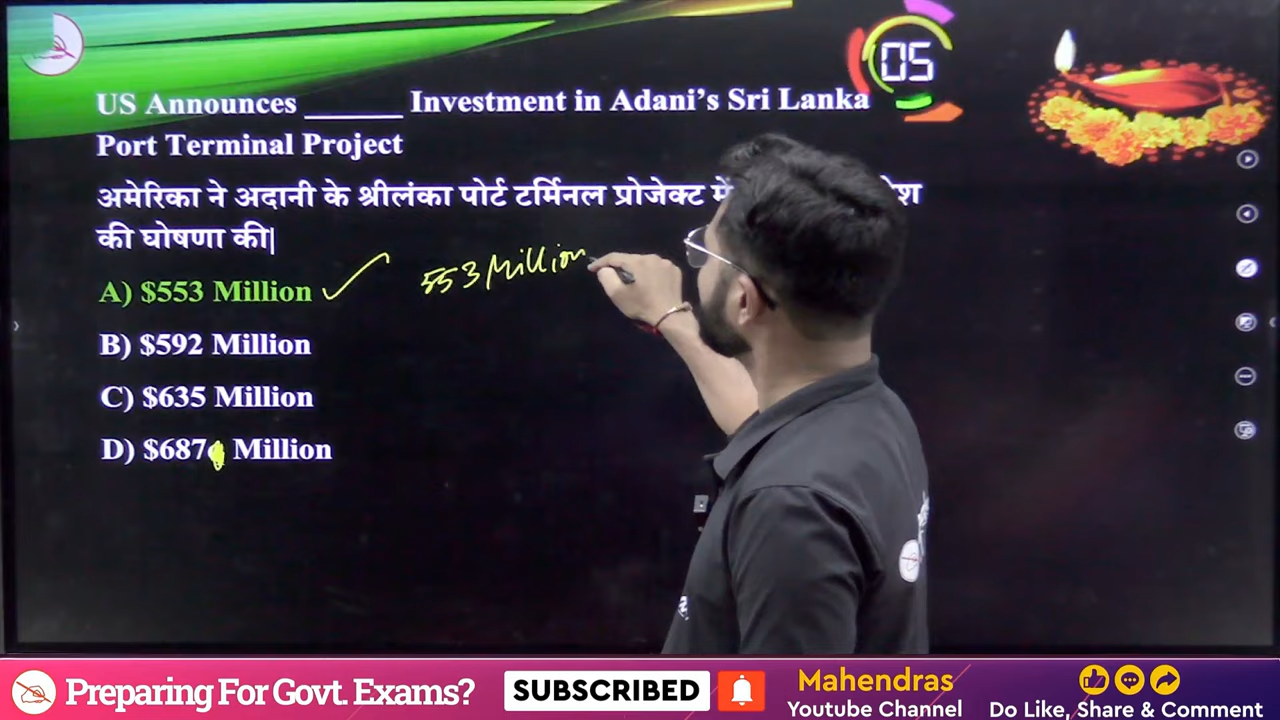 05
US Announces ______ Investment in Adani's Sri Lanka
Port Terminal Project
अमेरिका ने अदानी के श्रीलंका पोर्ट टर्मिनल प्रोजेक्ट में
की घोषणा की|
A) $553 Million
553 Million
B) $592 Million
C) $635 Million
D) $687 Million
Preparing For Govt. Exams?
SUBSCRIBED
Mahendras
Youtube Channel
Do Like, Share & Comment